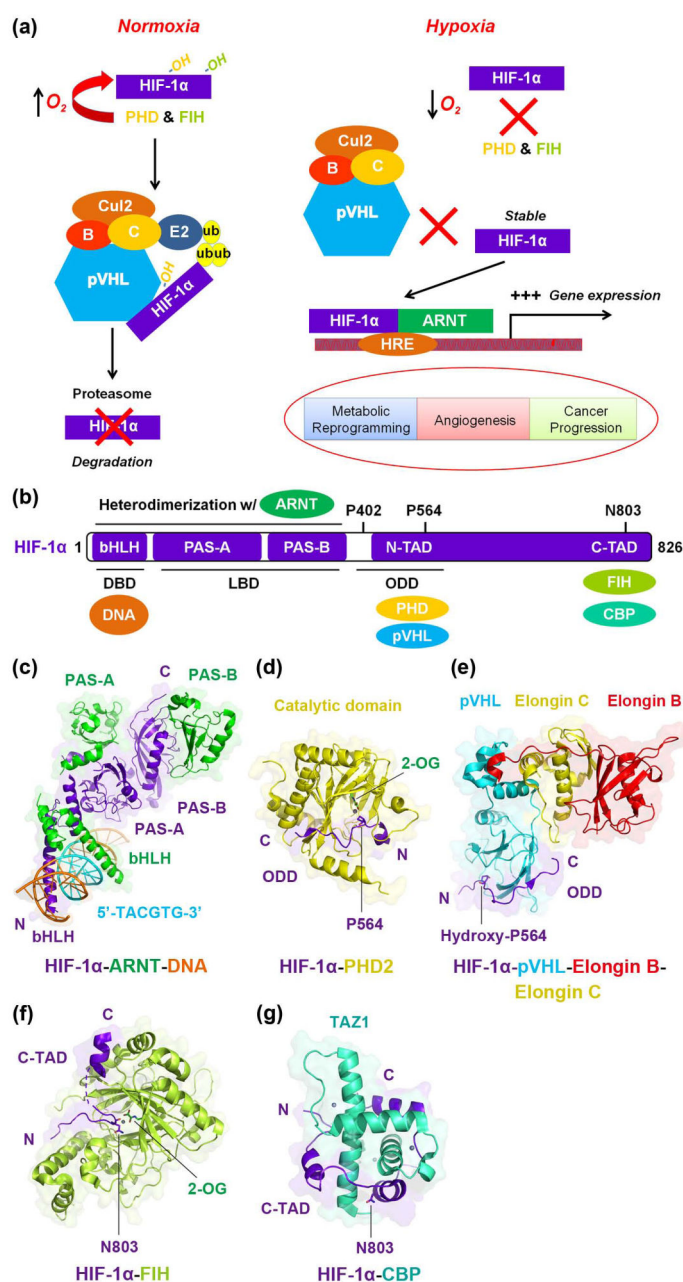 (a)
Normoxia
Hypoxia
-OH
-OH
HIF-1α
O2
PHD & FIH
Cul2
B
C
E2
ub
ubub
pVHL
-OH
HIF-1α
Proteasome
HIF-1α
Degradation
HIF-1α
O2
PHD & FIH
Cul2
B
C
pVHL
Stable
HIF-1α
+++ Gene expression
HIF-1α
ARNT
HRE
Metabolic
Reprogramming
Angiogenesis
Cancer
Progression
(b)
Heterodimerization w/ ARNT
P402
P564
N803
HIF-1α 1 bHLH PAS-A PAS-B N-TAD C-TAD 826
DBD
LBD
ODD
DNA
PHD
pVHL
FIH
CBP
(c)
PAS-A
C
PAS-B
PAS-B
PAS-A
bHLH
5'-TACGTG-3'
N
bHLH
HIF-1α-ARNT-DNA
(d)
Catalytic domain
2-OG
C
N
ODD
P564
HIF-1α-PHD2
(e)
pVHL
Elongin C
Elongin B
C
N
ODD
Hydroxy-P564
HIF-1α-pVHL-Elongin B-
Elongin C
(f)
C
C-TAD
N
2-OG
N803
HIF-1α-FIH
(g)
TAZ1
C
N
C-TAD
N803
HIF-1α-CBP